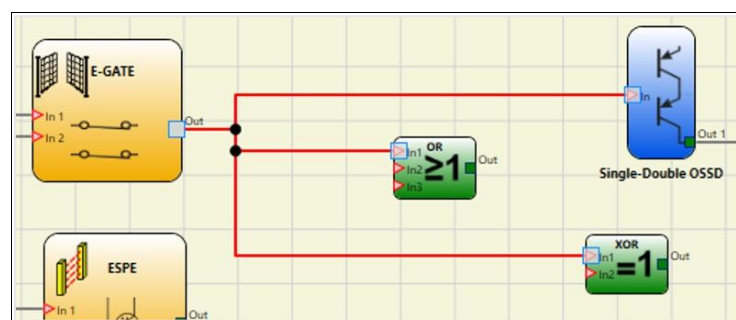 E-GATE
In 1
In 2
Out
In
Out 1
Single-Double OSSD
OR
In1
In2
In3
≥1
Out
XOR
In1
In2
=1
Out
ESPE
In 1
Out